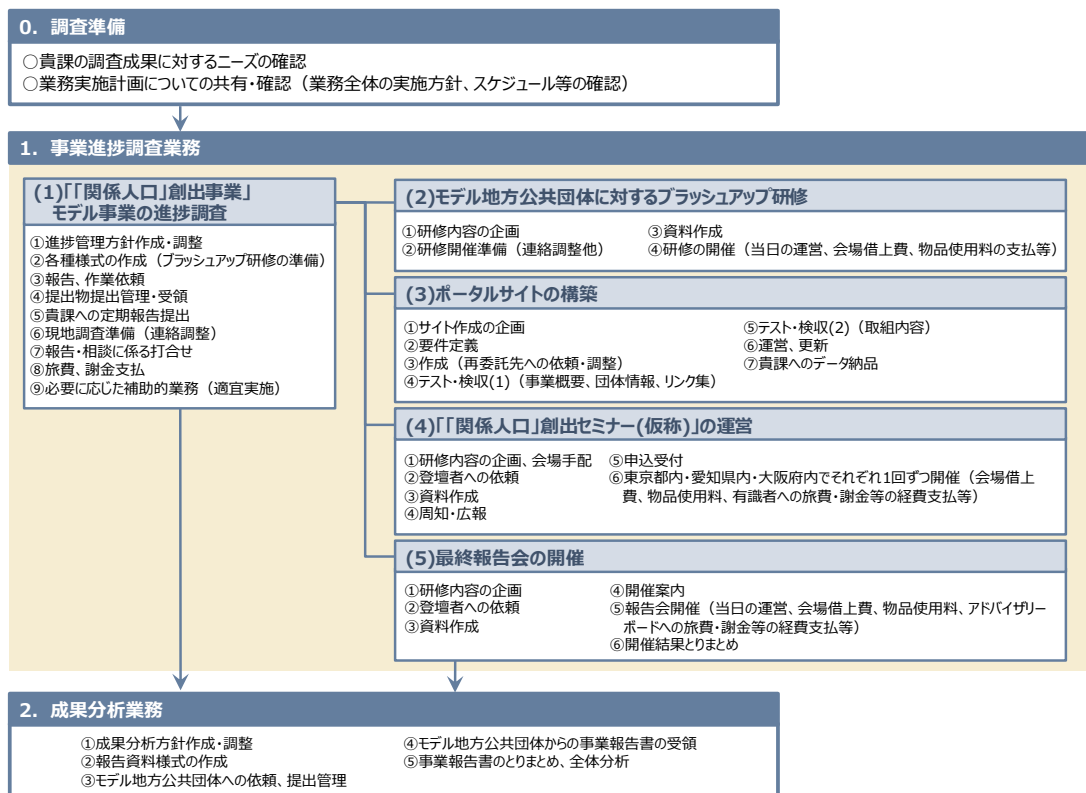 0．調査準備
○貴課の調査成果に対するニーズの確認
○業務実施計画についての共有・確認（業務全体の実施方針、スケジュール等の確認）
1．事業進捗調査業務
(1)「「関係人口」創出事業」
モデル事業の進捗調査
①進捗管理方針作成・調整
②各種様式の作成（ブラッシュアップ研修の準備）
③報告、作業依頼
④提出物提出管理・受領
⑤貴課への定期報告提出
⑥現地調査準備（連絡調整）
⑦報告・相談に係る打合せ
⑧旅費、謝金支払
⑨必要に応じた補助的業務（適宜実施）
(2)モデル地方公共団体に対するブラッシュアップ研修
①研修内容の企画
②研修開催準備（連絡調整他）
③資料作成
④研修の開催（当日の運営、会場借上費、物品使用料の支払等）
(3)ポータルサイトの構築
①サイト作成の企画
②要件定義
③作成（再委託先への依頼・調整）
④テスト・検収(1)（事業概要、団体情報、リンク集）
⑤テスト・検収(2)（取組内容）
⑥運営、更新
⑦貴課へのデータ納品
(4)「「関係人口」創出セミナー(仮称)」の運営
①研修内容の企画、会場手配
②登壇者への依頼
③資料作成
④周知・広報
⑤申込受付
⑥東京都内・愛知県内・大阪府内でそれぞれ1回ずつ開催（会場借上
費、物品使用料、有識者への旅費・謝金等の経費支払等）
(5)最終報告会の開催
①研修内容の企画
②登壇者への依頼
③資料作成
④開催案内
⑤報告会開催（当日の運営、会場借上費、物品使用料、アドバイザリー
ボードへの旅費・謝金等の経費支払等）
⑥開催結果とりまとめ
2．成果分析業務
①成果分析方針作成・調整
②報告資料様式の作成
③モデル地方公共団体への依頼、提出管理
④モデル地方公共団体からの事業報告書の受領
⑤事業報告書のとりまとめ、全体分析